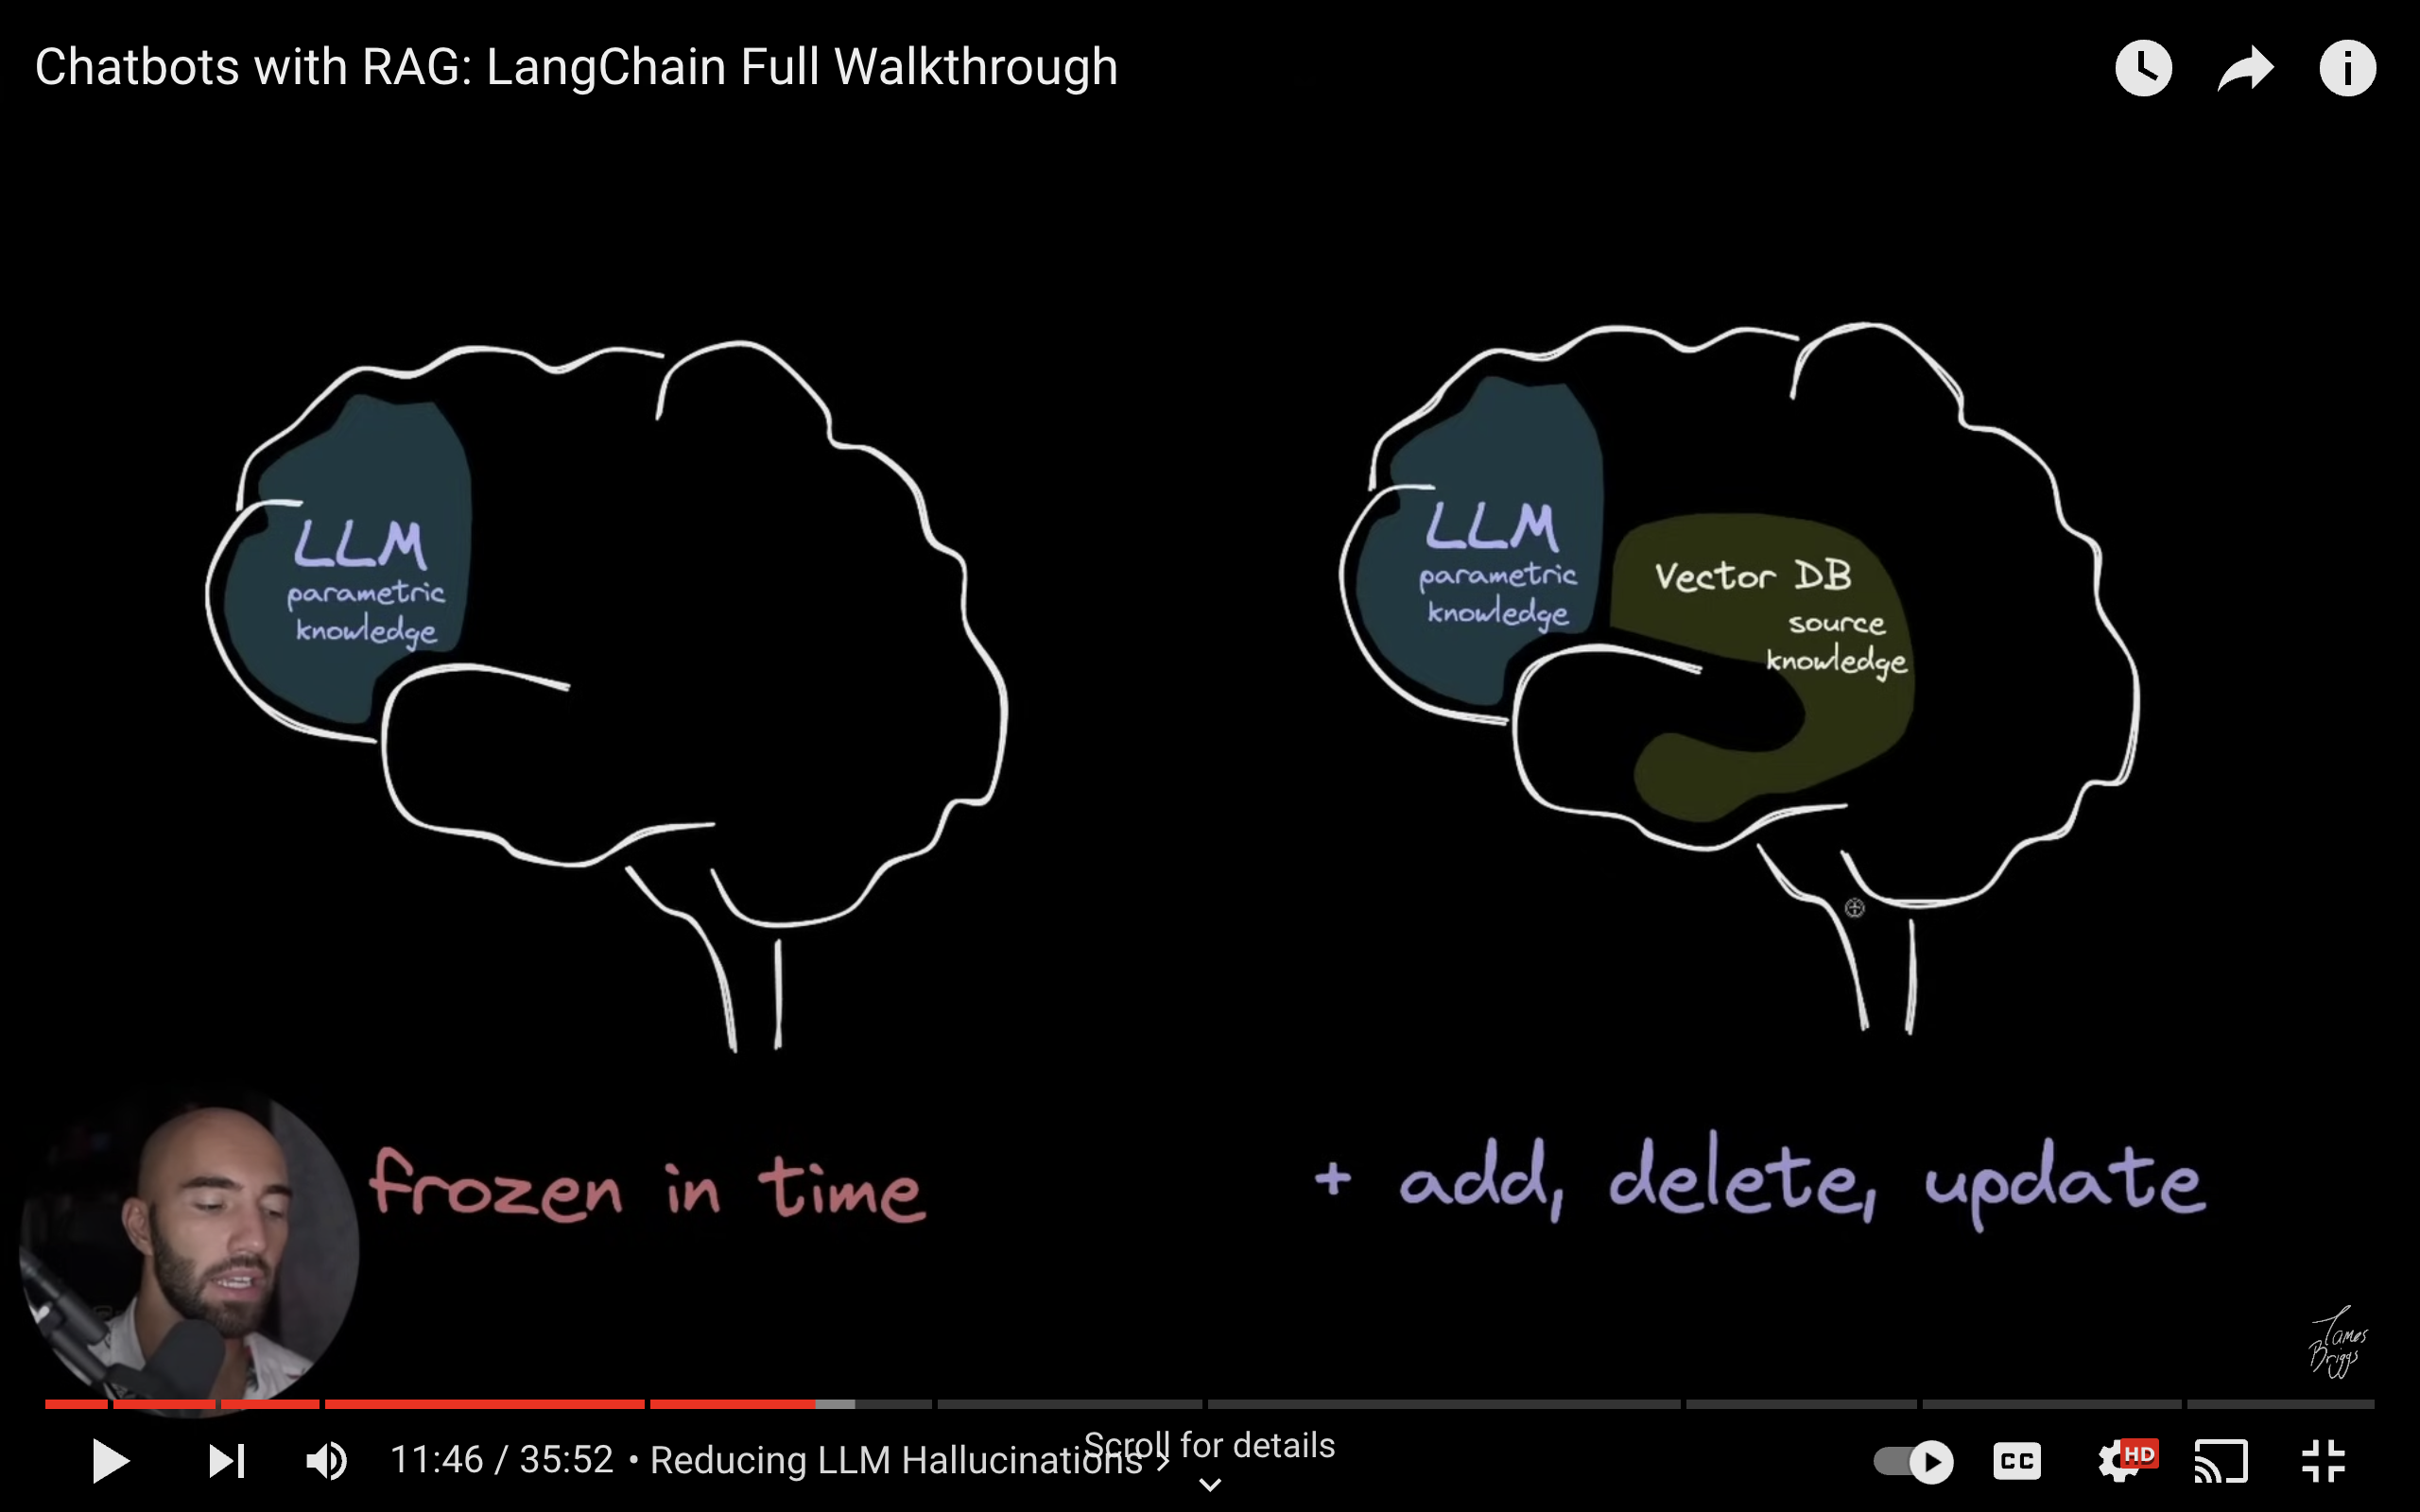 Chatbots with RAG: LangChain Full Walkthrough
LLM
parametric
knowledge
LLM
parametric
knowledge
Vector DB
source
knowledge
frozen in time
+ add, delete, update
James
Briggs
11:46 / 35:52 • Reducing LLM Hallucinations >
Scroll for details
CC
HD